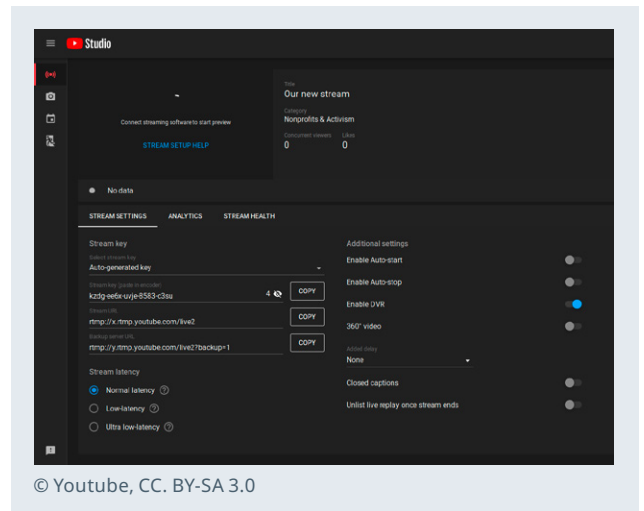 Studio
Title
Our new stream
Category
Nonprofits & Activism
Concurrent viewers Likes
0 0
Connect streaming software to start preview
STREAM SETUP HELP
No data
STREAM SETTINGS ANALYTICS STREAM HEALTH
Stream key
Select stream key
Auto-generated key
Stream key (paste in encoder)
kzdg-ee6x-uvje-8583-c3su 4 COPY
Stream URL
rtmp://x.rtmp.youtube.com/live2 COPY
Backup server URL
rtmp://y.rtmp.youtube.com/live2?backup=1 COPY
Stream latency
Normal latency
Low-latency
Ultra low-latency
Additional settings
Enable Auto-start
Enable Auto-stop
Enable DVR
360° video
Added delay
None
Closed captions
Unlist live replay once stream ends
© Youtube, CC. BY-SA 3.0